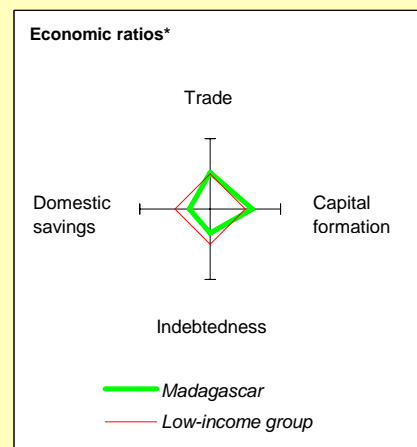 Economic ratios*
Trade
Domestic
savings
Capital
formation
Indebtedness
Madagascar
Low-income group